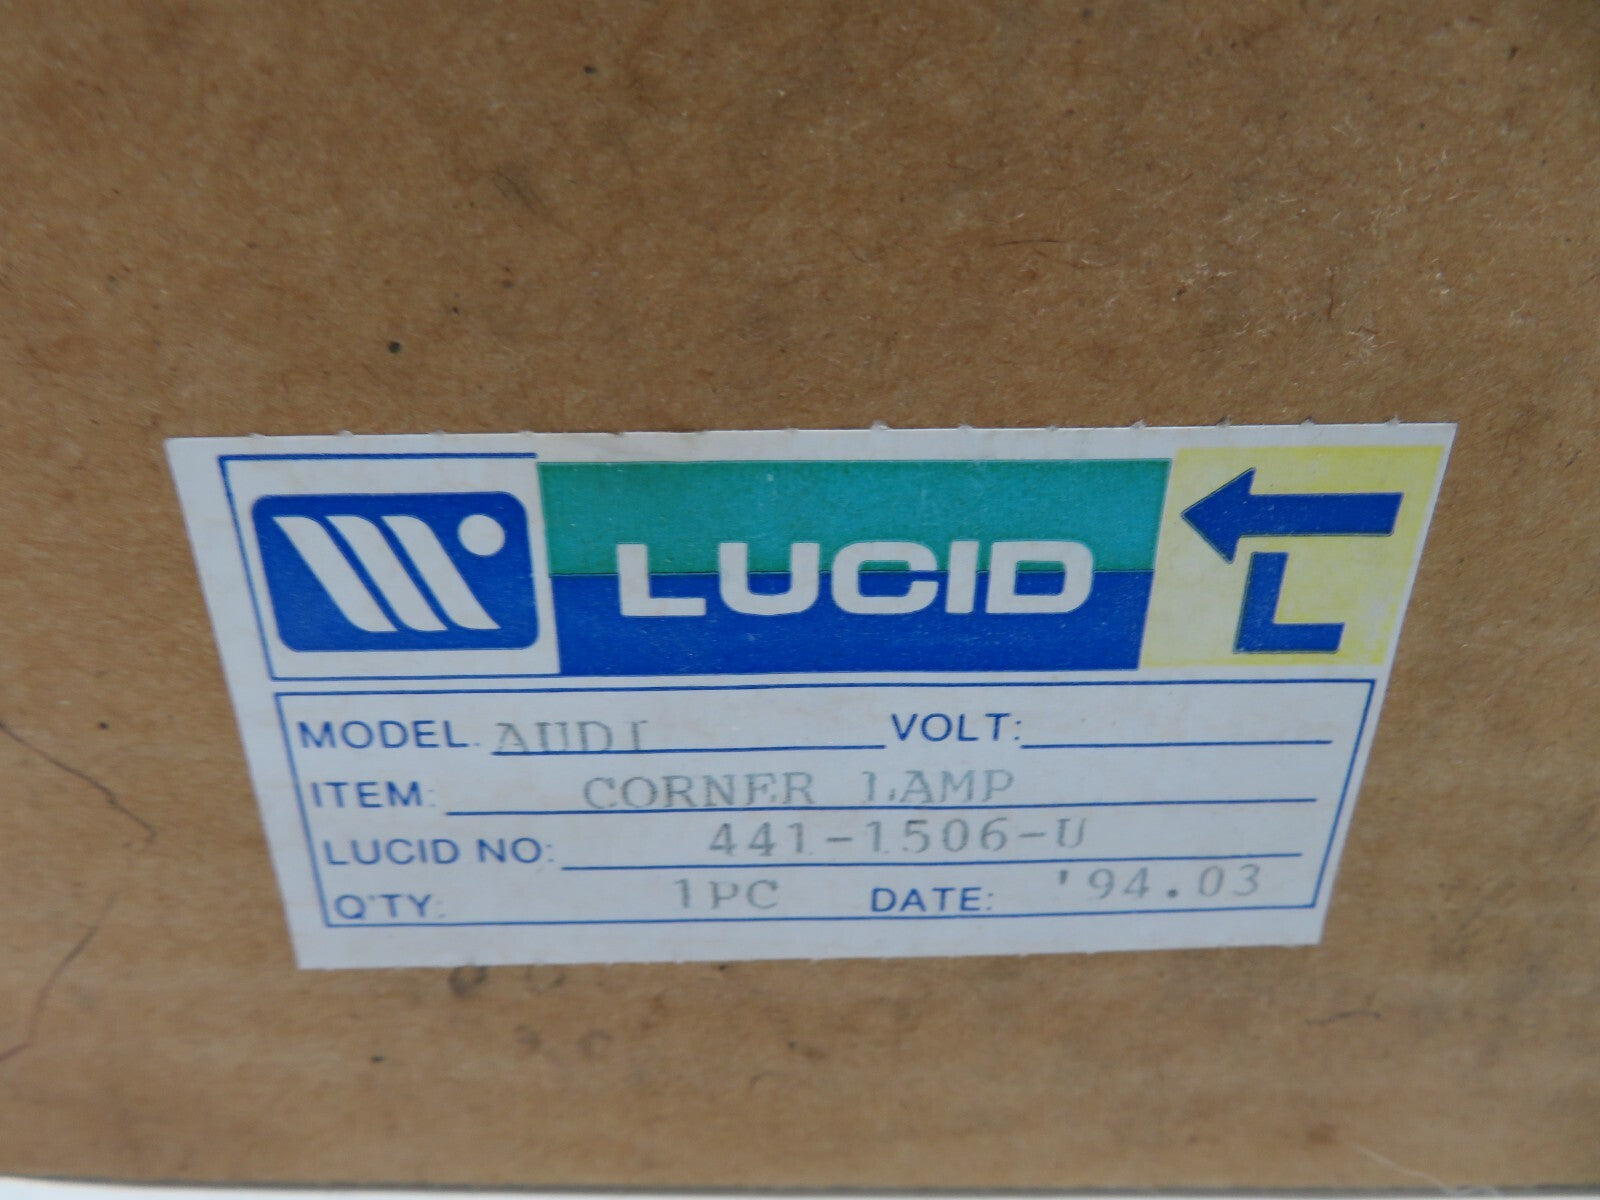 LUCID
L
MODEL: AUDI VOLT:
ITEM: CORNER LAMP
LUCID NO: 441-1506-U
Q'TY: 1PC DATE: '94.03